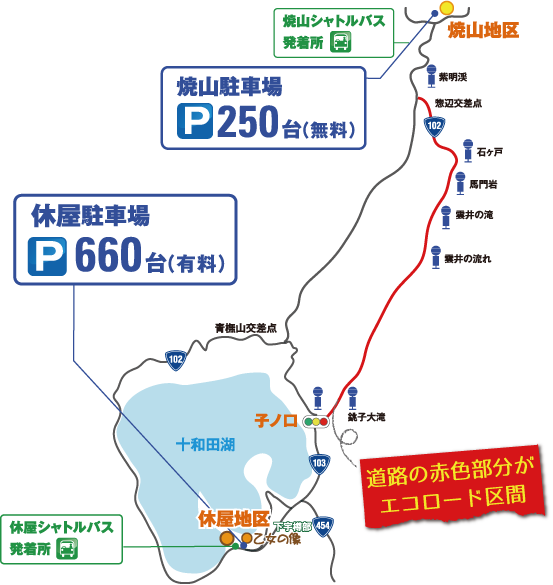 焼山シャトルバス
発着所
焼山地区
焼山駐車場
P250台(無料)
紫明渓
惣辺交差点
102
石ヶ戸
馬門岩
雲井の滝
雲井の流れ
休屋駐車場
P660台(有料)
青橅山交差点
102
銚子大滝
子ノ口
十和田湖
103
道路の赤色部分が
エコロード区間
休屋地区
下宇樽部
454
乙女の像
休屋シャトルバス
発着所